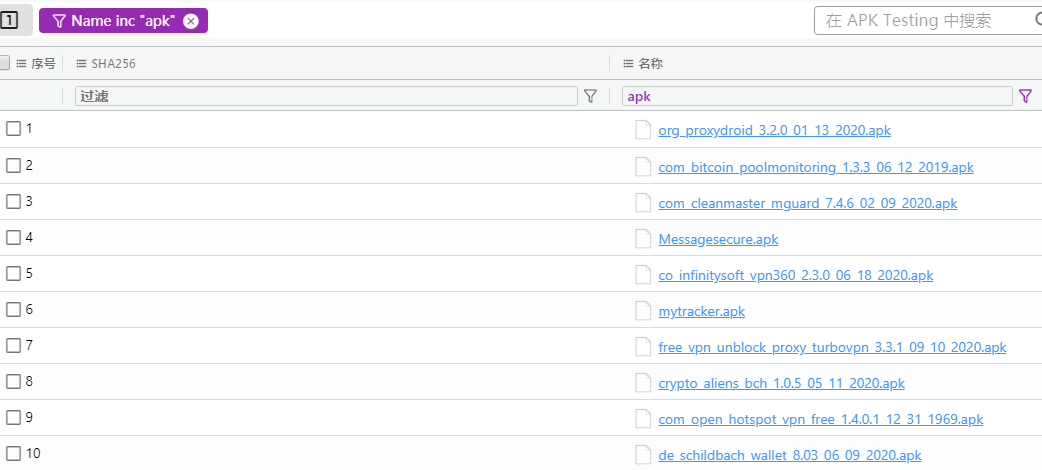 1 Name inc "apk" 在 APK Testing 中搜索
序号 SHA256 名称
过滤 apk
1 org_proxydroid_3.2.0_01_13_2020.apk
2 com_bitcoin_poolmonitoring_1.3.3_06_12_2019.apk
3 com_cleanmaster_mguard_7.4.6_02_09_2020.apk
4 Messagesecure.apk
5 co_infinitysoft_vpn360_2.3.0_06_18_2020.apk
6 mytracker.apk
7 free_vpn_unblock_proxy_turbovpn_3.3.1_09_10_2020.apk
8 crypto_aliens_bch_1.0.5_05_11_2020.apk
9 com_open_hotspot_vpn_free_1.4.0.1_12_31_1969.apk
10 de_schildbach_wallet_8.03_06_09_2020.apk